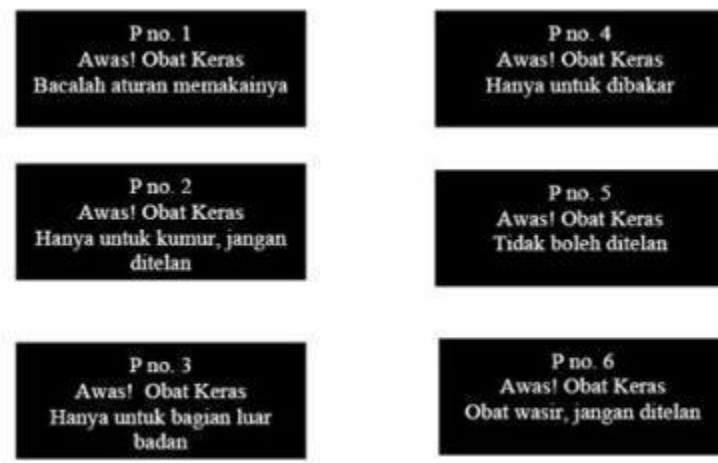 P no. 1
Awas! Obat Keras
Bacalah aturan memakainya
P no. 2
Awas! Obat Keras
Hanya untuk kumur, jangan
ditelan
P no. 3
Awas! Obat Keras
Hanya untuk bagian luar
badan
P no. 4
Awas! Obat Keras
Hanya untuk dibakar
P no. 5
Awas! Obat Keras
Tidak boleh ditelan
P no. 6
Awas! Obat Keras
Obat wasir, jangan ditelan